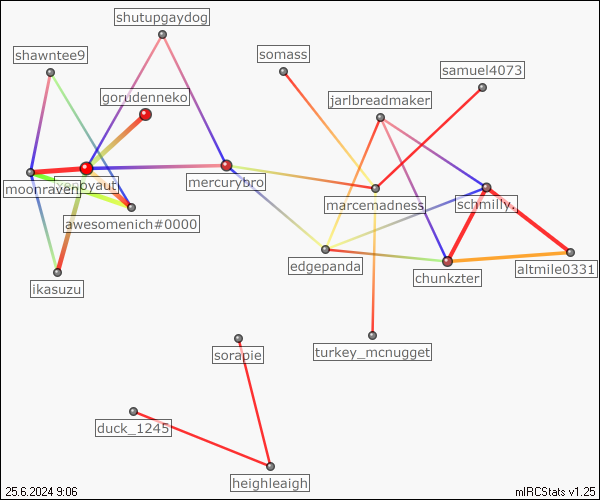 shutupgaydog
shawntee9
somass
samuel4073
gorudenneko
jarlbreadmaker
moonraven
mercurybro
marcemadness
schmilly.
awesomenich#0000
edgepanda
chunkzter
altmile0331
ikasuzu
sorapie
turkey_mcnugget
duck_1245
heighleaigh
25.6.2024 9:06
mIRCStats v1.25